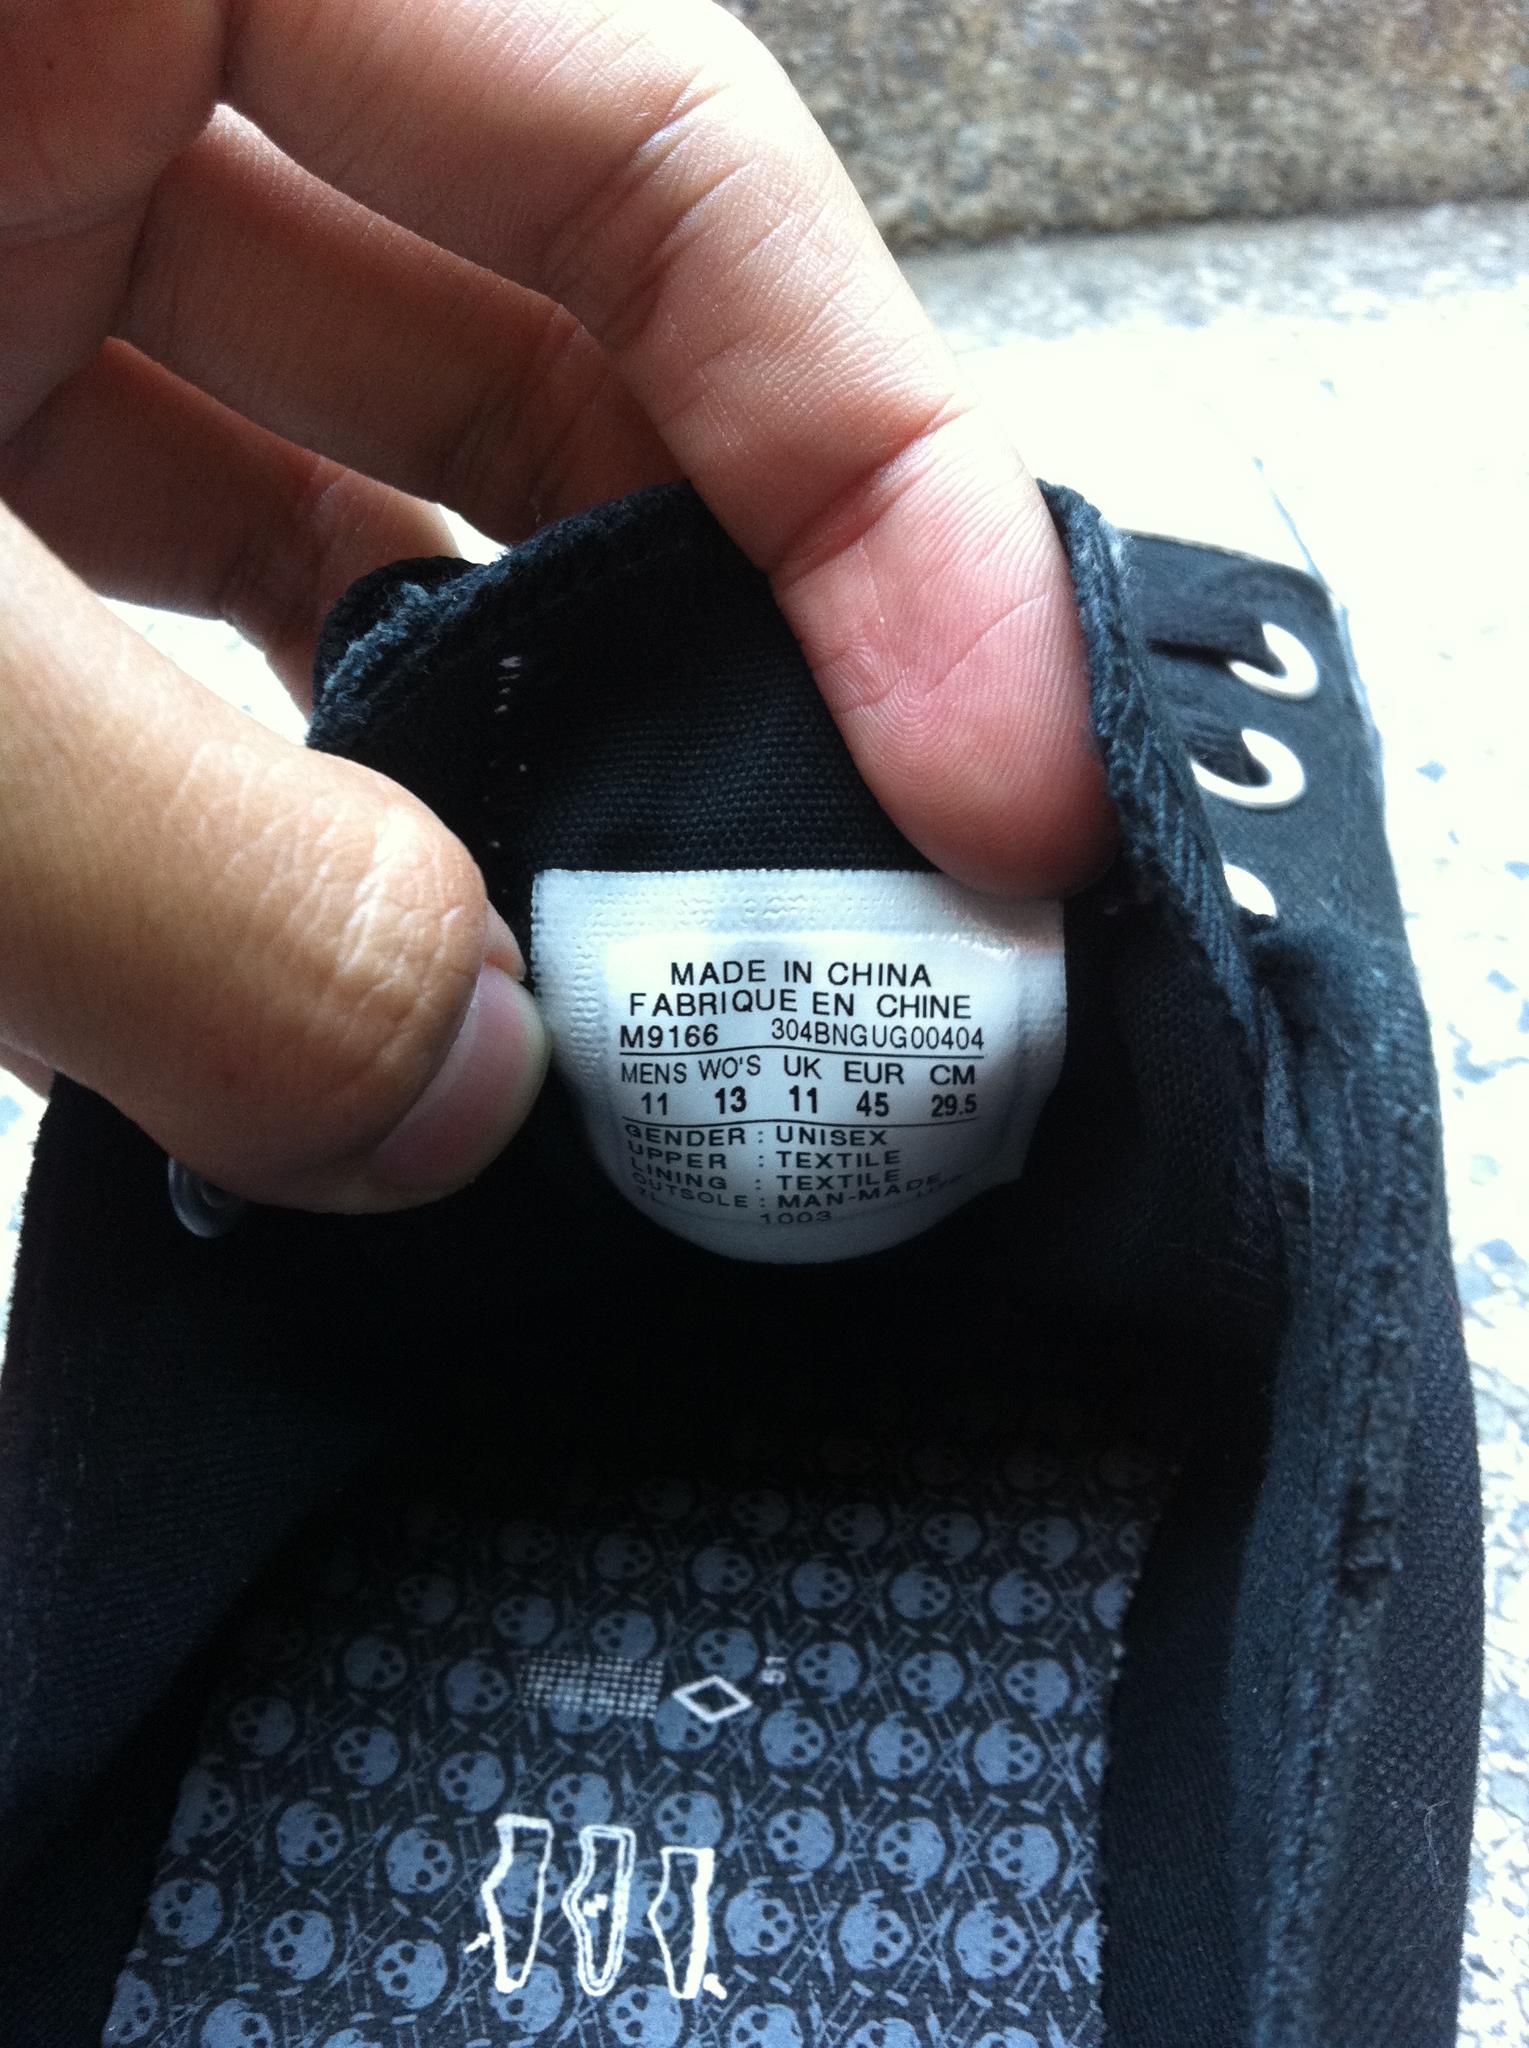 MADE IN CHINA
FABRIQUE EN CHINE
M9166 304BNGUG00404
MENS WO'S UK EUR CM
11 13 11 45 29.5
GENDER : UNISEX
UPPER : TEXTILE
LINING : TEXTILE
OUTSOLE : MAN-MADE
1003
51